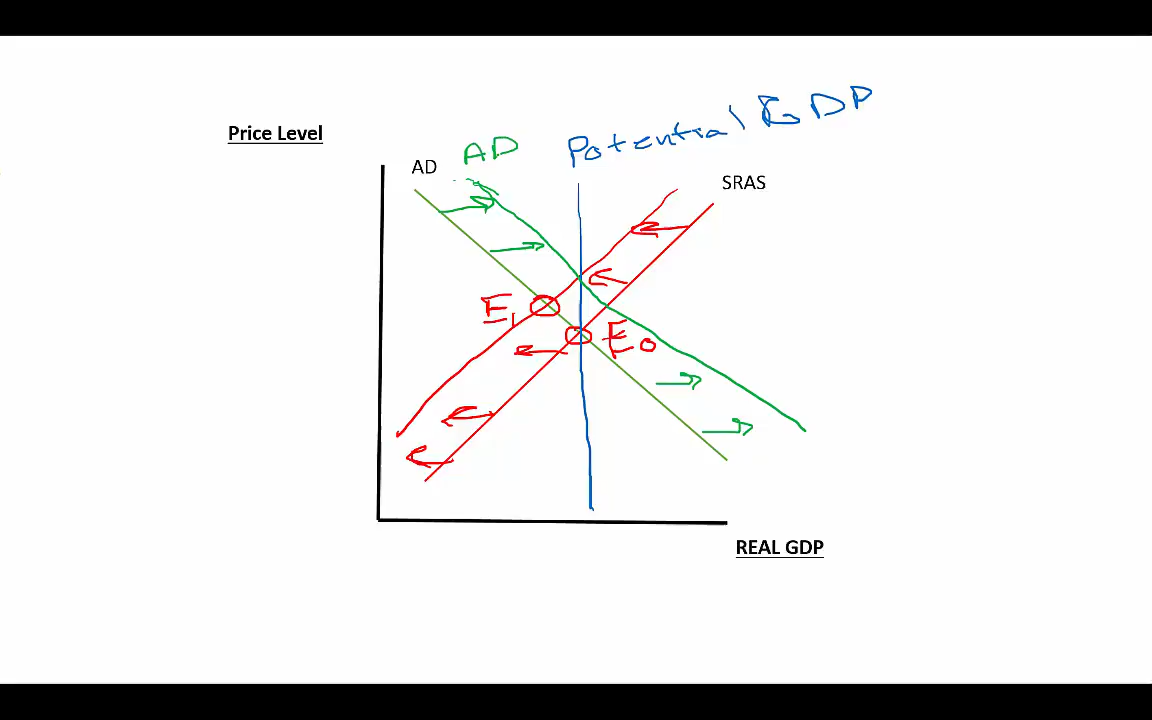 Potential GDP
Price Level
AD
AD
SRAS
E1
E0
REAL GDP